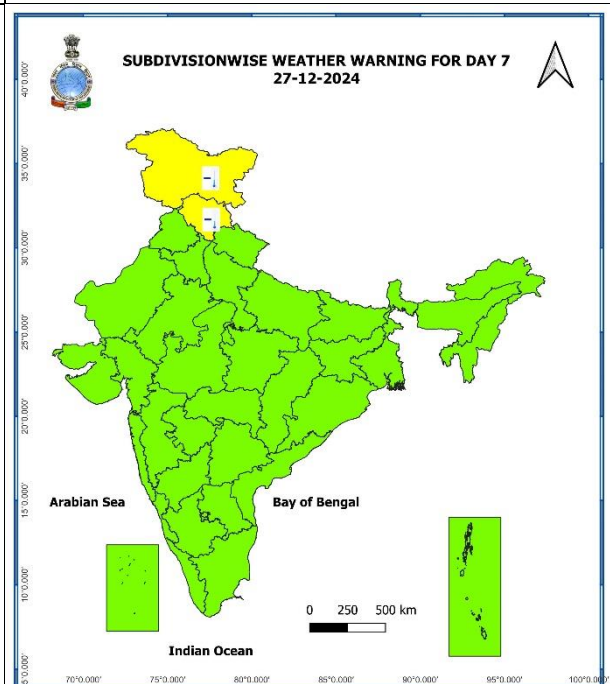 SUBDIVISIONWISE WEATHER WARNING FOR DAY 7
27-12-2024
40°0.000'
35°0.000'
30°0.000'
25°0.000'
20°0.000'
15°0.000'
10°0.000'
5°0.000'
Arabian Sea
Bay of Bengal
0 250 500 km
Indian Ocean
70°0.000' 75°0.000' 80°0.000' 85°0.000' 90°0.000' 95°0.000' 100°0.000'